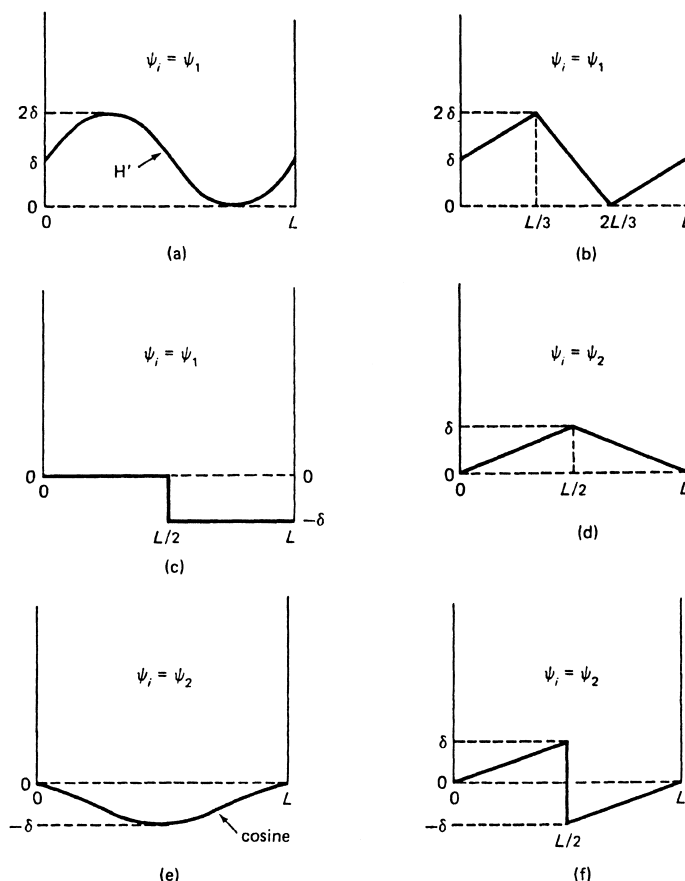 ψi = ψ1
2δ
δ
H'
0
0
L
(a)
ψi = ψ1
2δ
δ
0
L/3
2L/3
(b)
ψi = ψ1
0
0
0
−δ
L/2
L
(c)
ψi = ψ2
δ
0
0
L/2
(d)
ψi = ψ2
0
0
L
−δ
cosine
(e)
ψi = ψ2
δ
0
0
−δ
L/2
(f)